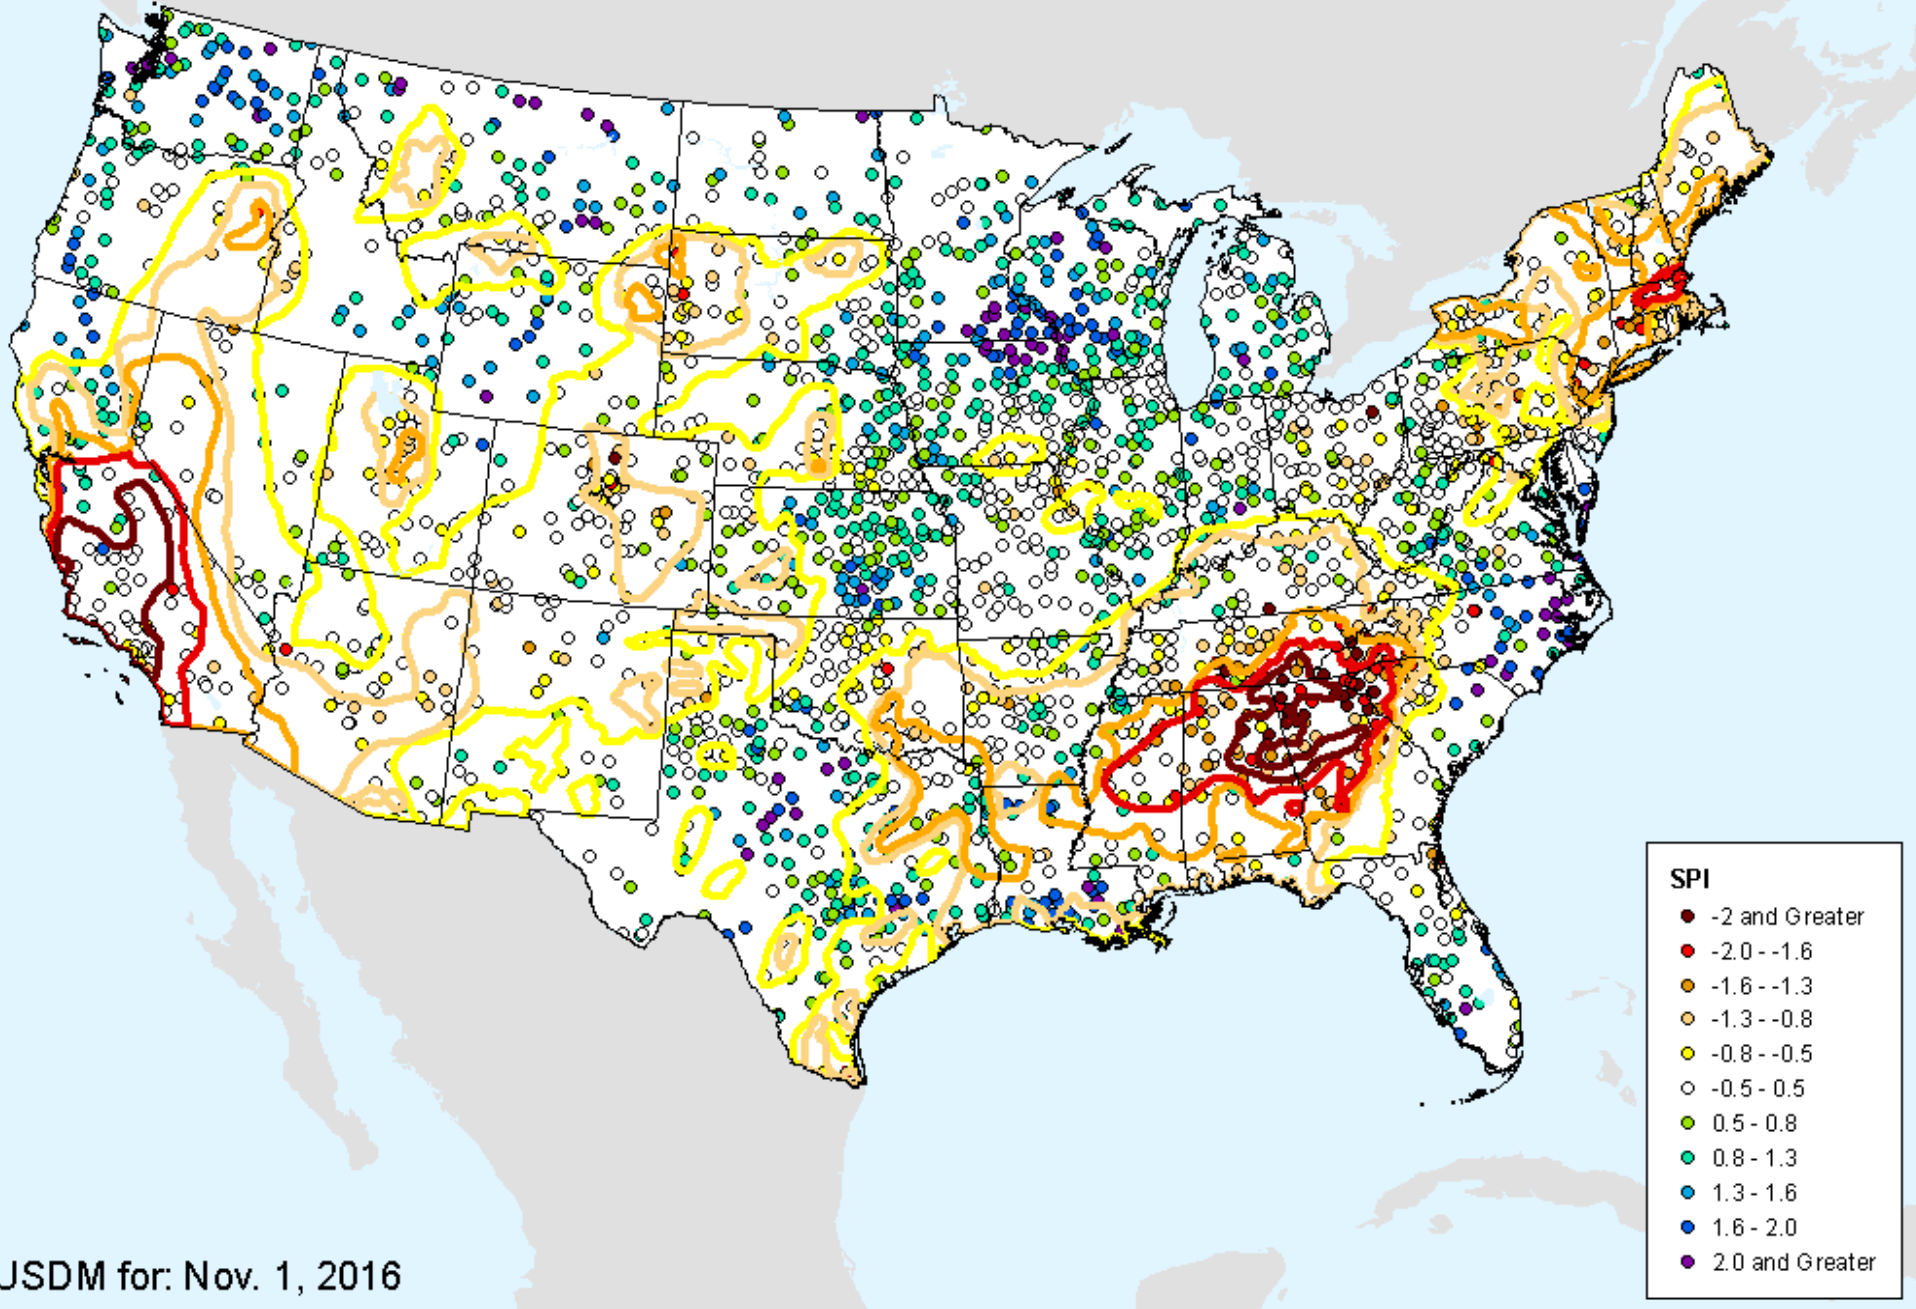 SPI
-2 and Greater
-2.0 - -1.6
-1.6 - -1.3
-1.3 - -0.8
-0.8 - -0.5
-0.5 - 0.5
0.5 - 0.8
0.8 - 1.3
1.3 - 1.6
1.6 - 2.0
2.0 and Greater
USDM for: Nov. 1, 2016